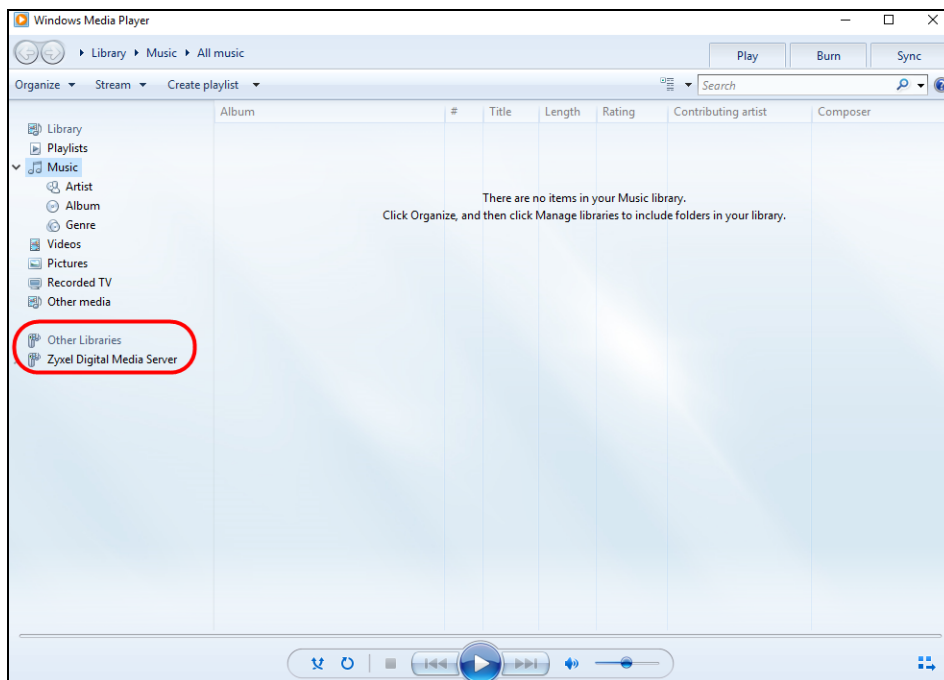 Windows Media Player
Library Music All music
Play Burn Sync
Organize Stream Create playlist Search
Album # Title Length Rating Contributing artist Composer
Library
Playlists
Music
Artist
Album
Genre
Videos
Pictures
Recorded TV
Other media
Other Libraries
Zyxel Digital Media Server
There are no items in your Music library.
Click Organize, and then click Manage libraries to include folders in your library.